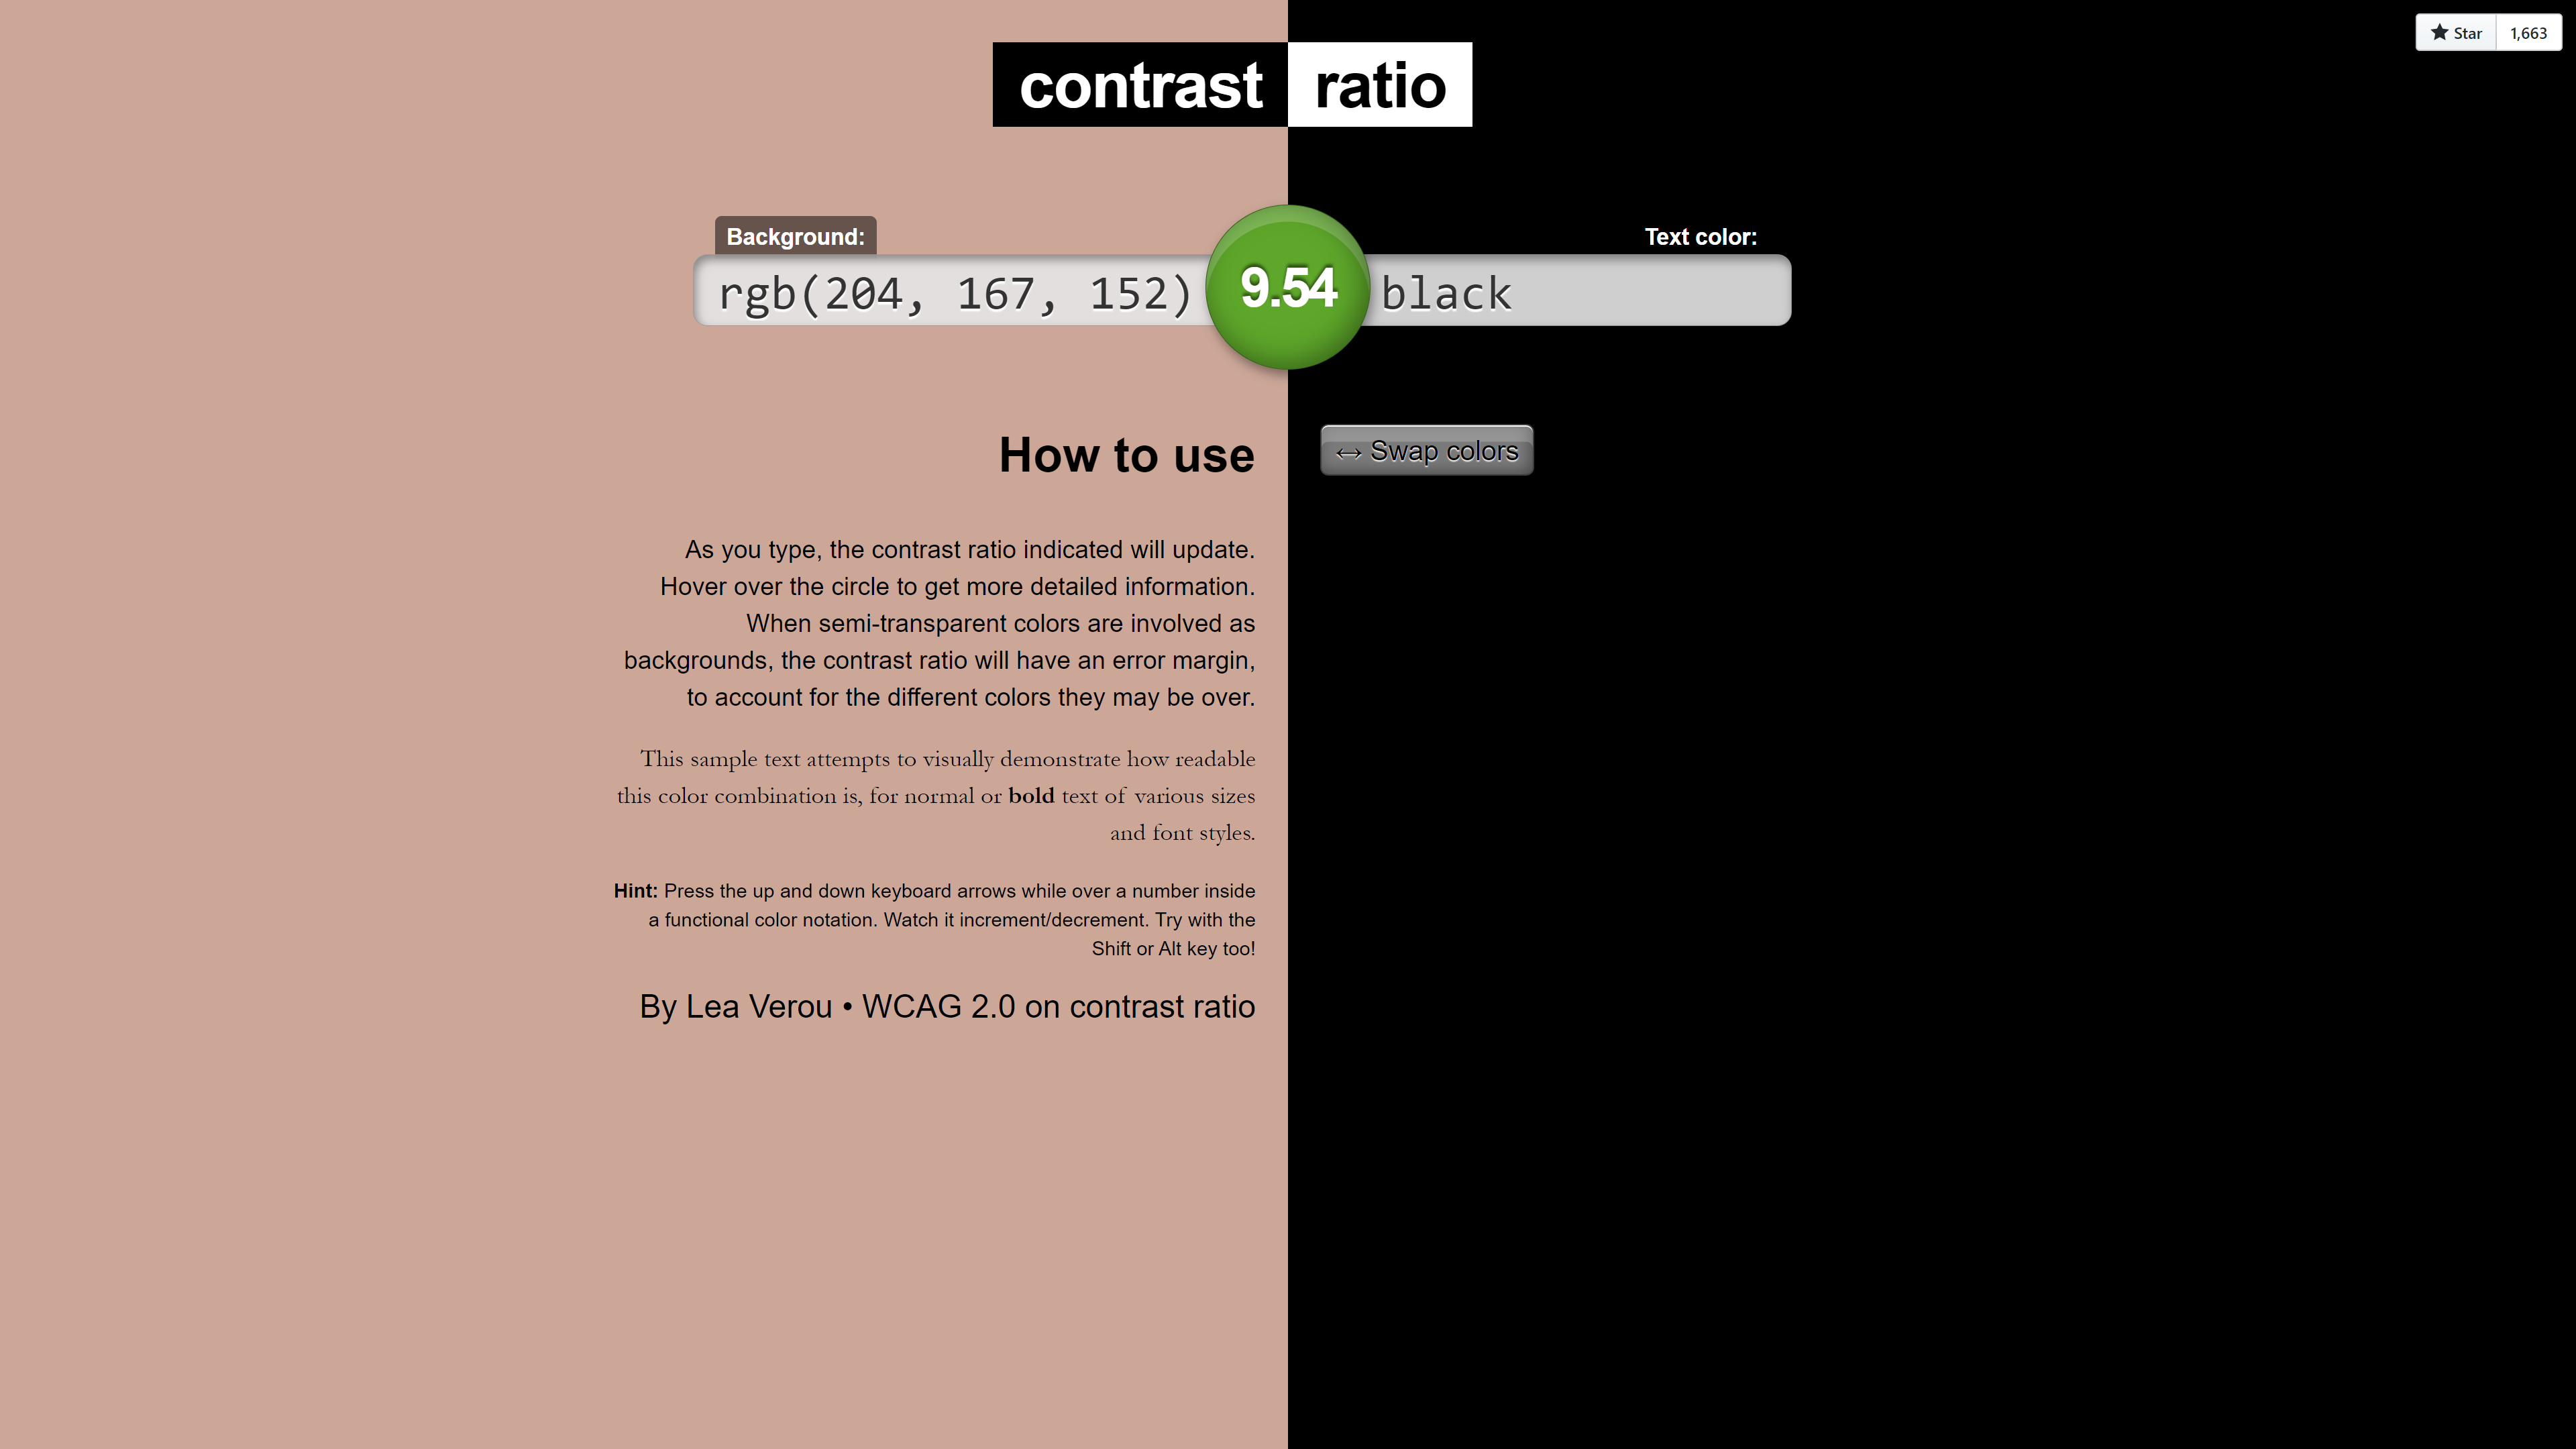 Star 1,663
contrast ratio
Background:
Text color:
rgb(204, 167, 152) 9.54 black
How to use
↔ Swap colors
As you type, the contrast ratio indicated will update.
Hover over the circle to get more detailed information.
When semi-transparent colors are involved as
backgrounds, the contrast ratio will have an error margin,
to account for the different colors they may be over.
This sample text attempts to visually demonstrate how readable
this color combination is, for normal or bold text of various sizes
and font styles.
Hint: Press the up and down keyboard arrows while over a number inside
a functional color notation. Watch it increment/decrement. Try with the
Shift or Alt key too!
By Lea Verou • WCAG 2.0 on contrast ratio